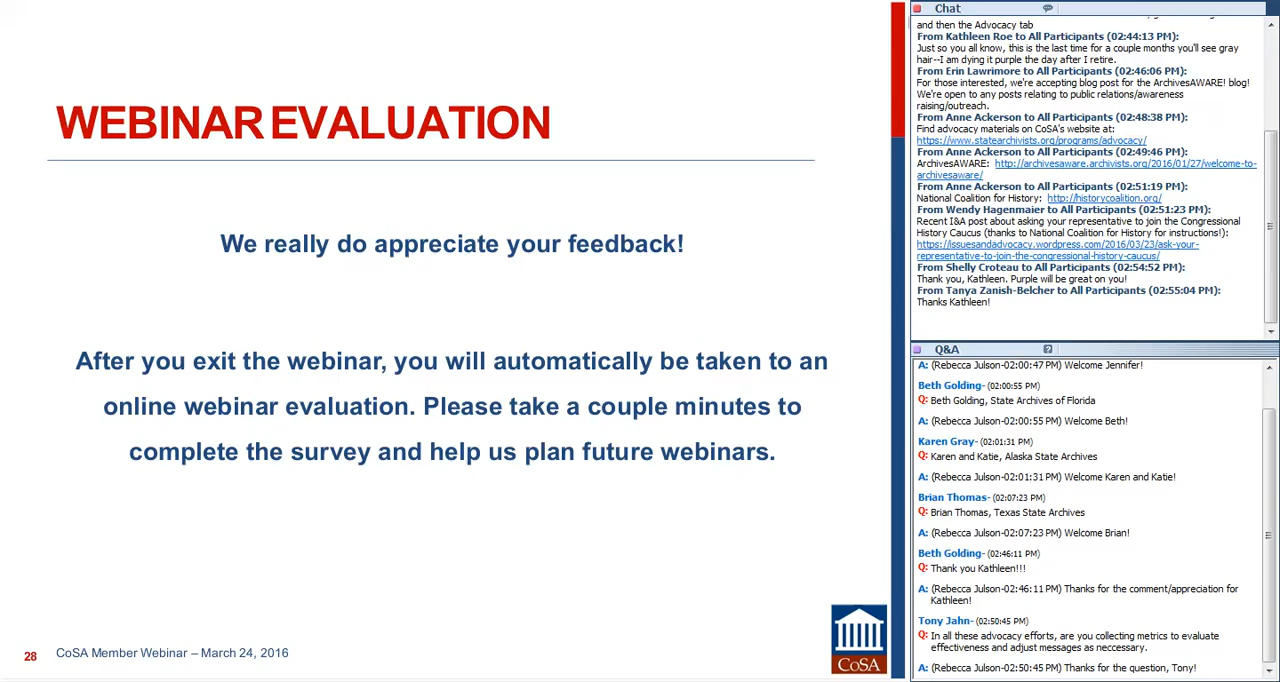 WEBINAR EVALUATION
We really do appreciate your feedback!
After you exit the webinar, you will automatically be taken to an
online webinar evaluation. Please take a couple minutes to
complete the survey and help us plan future webinars.
28
CoSA Member Webinar – March 24, 2016
CoSA
Chat
and then the Advocacy tab
From Kathleen Roe to All Participants (02:44:13 PM):
Just so you all know, this is the last time for a couple months you'll see gray
hair--I am dying it purple the day after I retire.
From Erin Lawrimore to All Participants (02:46:06 PM):
For those interested, we're accepting blog post for the ArchivesAWARE! blog!
We're open to any posts relating to public relations/awareness
raising/outreach.
From Anne Ackerson to All Participants (02:48:38 PM):
Find advocacy materials on CoSA's website at:
https://www.statearchivists.org/programs/advocacy/
From Anne Ackerson to All Participants (02:49:46 PM):
ArchivesAWARE: http://archivesaware.archivists.org/2016/01/27/welcome-to-
archivesaware/
From Anne Ackerson to All Participants (02:51:19 PM):
National Coalition for History: http://historycoalition.org/
From Wendy Hagenmaier to All Participants (02:51:23 PM):
Recent I&A post about asking your representative to join the Congressional
History Caucus (thanks to National Coalition for History for instructions!):
https://issuesandadvocacy.wordpress.com/2016/03/23/ask-your-
representative-to-join-the-congressional-history-caucus/
From Shelly Croteau to All Participants (02:54:52 PM):
Thank you, Kathleen. Purple will be great on you!
From Tanya Zanish-Belcher to All Participants (02:55:04 PM):
Thanks Kathleen!
Q&A
A: (Rebecca Julson-02:00:47 PM) Welcome Jennifer!
Beth Golding- (02:00:55 PM)
Q: Beth Golding, State Archives of Florida
A: (Rebecca Julson-02:00:55 PM) Welcome Beth!
Karen Gray- (02:01:31 PM)
Q: Karen and Katie, Alaska State Archives
A: (Rebecca Julson-02:01:31 PM) Welcome Karen and Katie!
Brian Thomas- (02:07:23 PM)
Q: Brian Thomas, Texas State Archives
A: (Rebecca Julson-02:07:23 PM) Welcome Brian!
Beth Golding- (02:46:11 PM)
Q: Thank you Kathleen!!!
A: (Rebecca Julson-02:46:11 PM) Thanks for the comment/appreciation for
Kathleen!
Tony Jahn- (02:50:45 PM)
Q: In all these advocacy efforts, are you collecting metrics to evaluate
effectiveness and adjust messages as neccessary.
A: (Rebecca Julson-02:50:45 PM) Thanks for the question, Tony!